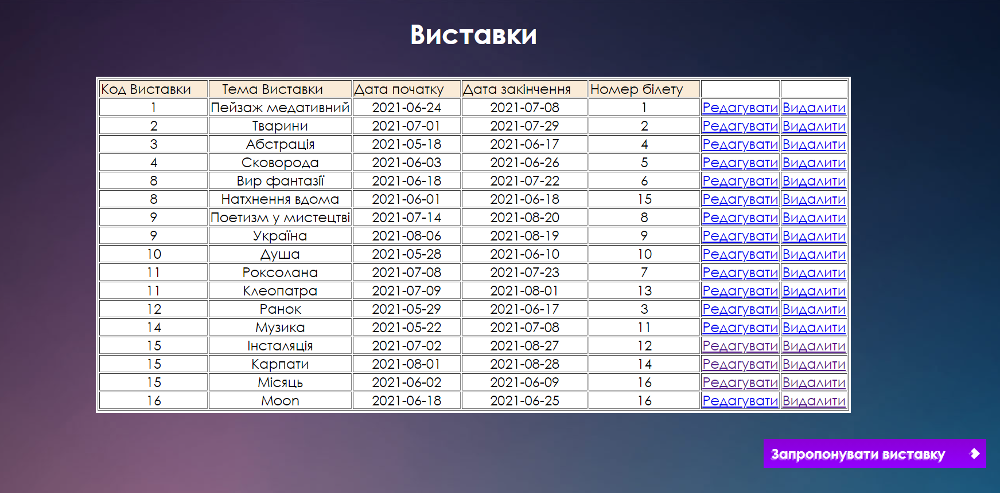 Виставки
Код Виставки Тема Виставки Дата початку Дата закінчення Номер білету
1 Пейзаж медативний 2021-06-24 2021-07-08 1 Редагувати Видалити
2 Тварини 2021-07-01 2021-07-29 2 Редагувати Видалити
3 Абстрація 2021-05-18 2021-06-17 4 Редагувати Видалити
4 Сковорода 2021-06-03 2021-06-26 5 Редагувати Видалити
8 Вир фантазії 2021-06-18 2021-07-22 6 Редагувати Видалити
8 Натхнення вдома 2021-06-01 2021-06-18 15 Редагувати Видалити
9 Поетизм у мистецтві 2021-07-14 2021-08-20 8 Редагувати Видалити
9 Україна 2021-08-06 2021-08-19 9 Редагувати Видалити
10 Душа 2021-05-28 2021-06-10 10 Редагувати Видалити
11 Роксолана 2021-07-08 2021-07-23 7 Редагувати Видалити
11 Клеопатра 2021-07-09 2021-08-01 13 Редагувати Видалити
12 Ранок 2021-05-29 2021-06-17 3 Редагувати Видалити
14 Музика 2021-05-22 2021-07-08 11 Редагувати Видалити
15 Інсталяція 2021-07-02 2021-08-27 12 Редагувати Видалити
15 Карпати 2021-08-01 2021-08-28 14 Редагувати Видалити
15 Місяць 2021-06-02 2021-06-09 16 Редагувати Видалити
16 Moon 2021-06-18 2021-06-25 16 Редагувати Видалити
Запропонувати виставку